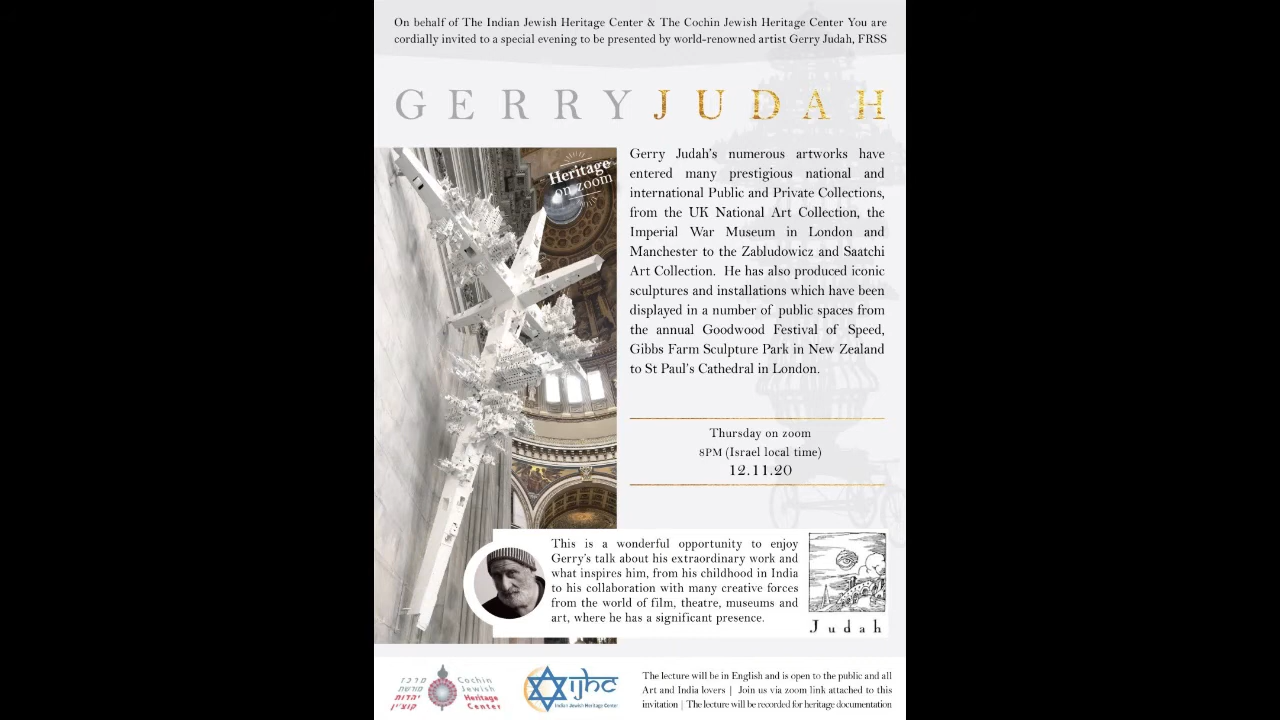 On behalf of The Indian Jewish Heritage Center & The Cochin Jewish Heritage Center You are
cordially invited to a special evening to be presented by world-renowned artist Gerry Judah, FRSS
GERRY JUDAH
Heritage
on zoom
Gerry Judah's numerous artworks have
entered many prestigious national and
international Public and Private Collections,
from the UK National Art Collection, the
Imperial War Museum in London and
Manchester to the Zabludowicz and Saatchi
Art Collection. He has also produced iconic
sculptures and installations which have been
displayed in a number of public spaces from
the annual Goodwood Festival of Speed,
Gibbs Farm Sculpture Park in New Zealand
to St Paul's Cathedral in London.
Thursday on zoom
8PM (Israel local time)
12.11.20
This is a wonderful opportunity to enjoy
Gerry's talk about his extraordinary work and
what inspires him, from his childhood in India
to his collaboration with many creative forces
from the world of film, theatre, museums and
art, where he has a significant presence.
Judah
מרכז
מורשת
יהדות
קוצ'ין
Cochin
Jewish
Heritage
Center
ijhc
Indian Jewish Heritage Center
The lecture will be in English and is open to the public and all
Art and India lovers | Join us via zoom link attached to this
invitation | The lecture will be recorded for heritage documentation